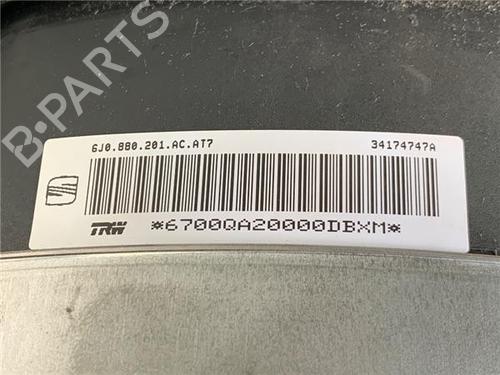 B-PARTS
6J0.880.201.AC.AT7 34174747A
TRW *6700QA20000DBXM*